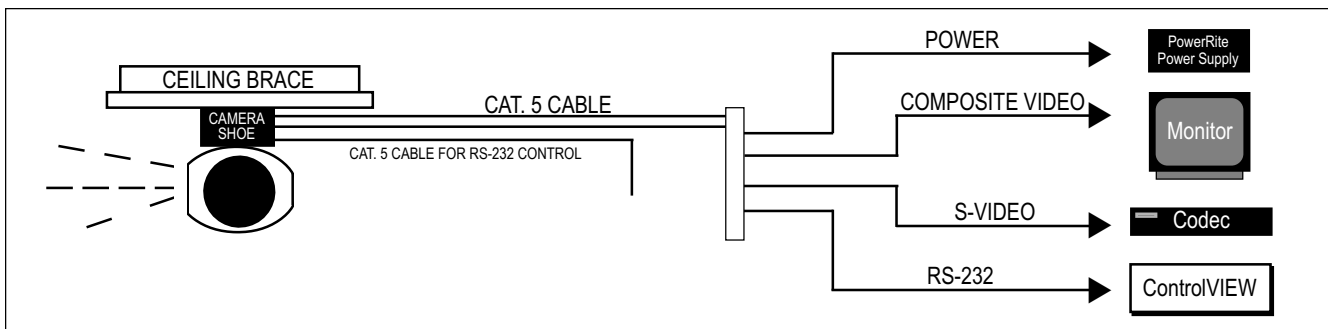 CEILING BRACE
CAMERA
SHOE
CAT. 5 CABLE
CAT. 5 CABLE FOR RS-232 CONTROL
POWER
PowerRite
Power Supply
COMPOSITE VIDEO
Monitor
S-VIDEO
Codec
RS-232
ControlVIEW